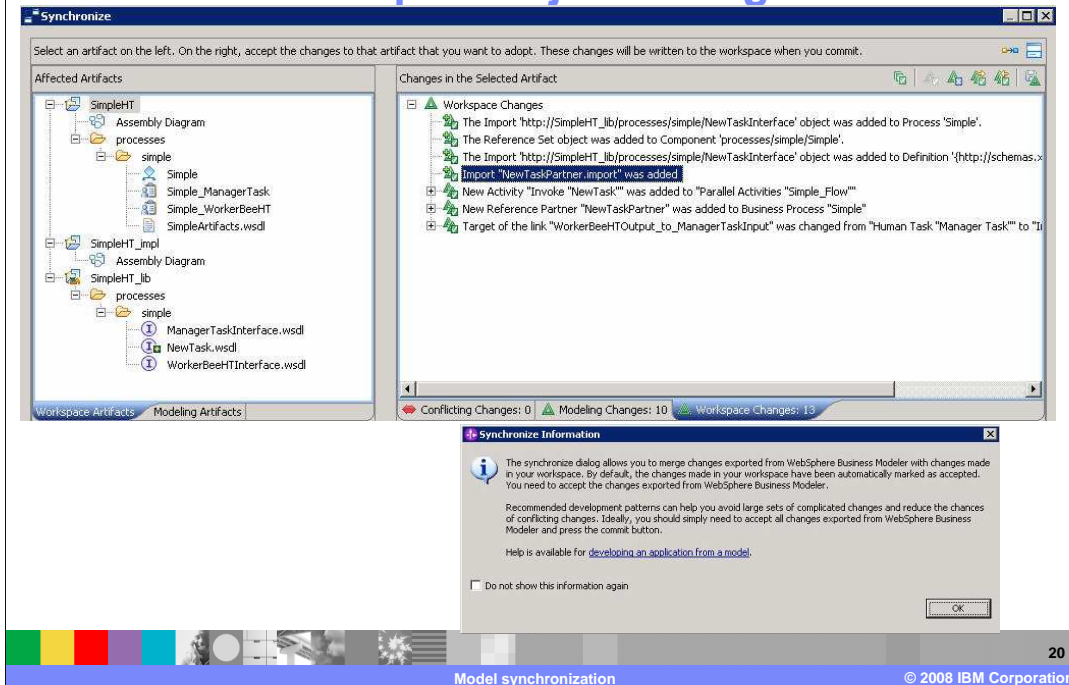 Synchronize
Select an artifact on the left. On the right, accept the changes to that artifact that you want to adopt. These changes will be written to the workspace when you commit.
Affected Artifacts
SimpleHT
Assembly Diagram
processes
simple
Simple
Simple_ManagerTask
Simple_WorkerBeeHT
SimpleArtifacts.wsdl
SimpleHT_impl
Assembly Diagram
SimpleHT_lib
processes
simple
ManagerTaskInterface.wsdl
NewTask.wsdl
WorkerBeeHTInterface.wsdl
Workspace Artifacts
Modeling Artifacts
Changes in the Selected Artifact
Workspace Changes
The Import 'http://SimpleHT_lib/processes/simple/NewTaskInterface' object was added to Process 'Simple'.
The Reference Set object was added to Component 'processes/simple/Simple'.
The Import 'http://SimpleHT_lib/processes/simple/NewTaskInterface' object was added to Definition '{http://schemas.x
Import "NewTaskPartner.import" was added
New Activity "Invoke "NewTask"" was added to "Parallel Activities "Simple_Flow""
New Reference Partner "NewTaskPartner" was added to Business Process "Simple"
Target of the link "WorkerBeeHTOutput_to_ManagerTaskInput" was changed from "Human Task "Manager Task"" to "I
Conflicting Changes: 0
Modeling Changes: 10
Workspace Changes: 13
Synchronize Information
The synchronize dialog allows you to merge changes exported from WebSphere Business Modeler with changes made
in your workspace. By default, the changes made in your workspace have been automatically marked as accepted.
You need to accept the changes exported from WebSphere Business Modeler.
Recommended development patterns can help you avoid large sets of complicated changes and reduce the chances
of conflicting changes. Ideally, you should simply need to accept all changes exported from WebSphere Business
Modeler and press the commit button.
Help is available for developing an application from a model.
Do not show this information again
OK
20
Model synchronization
© 2008 IBM Corporation